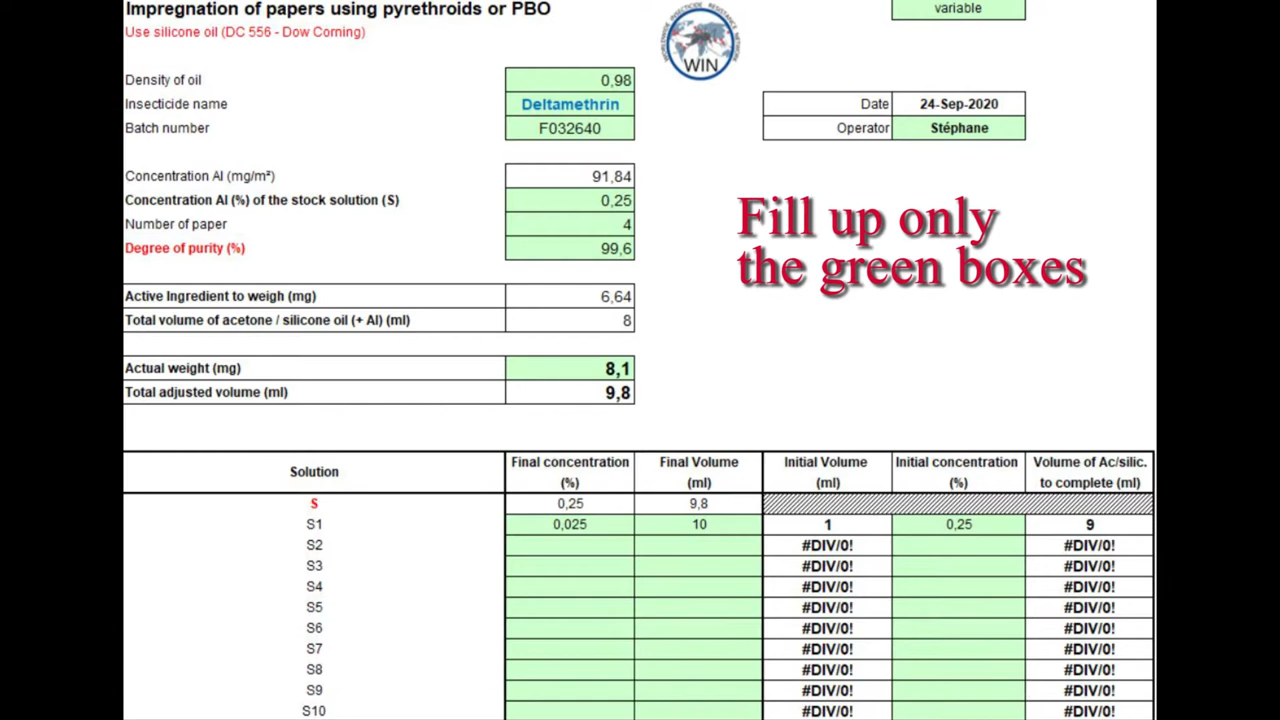 Impregnation of papers using pyrethroids or PBO
variable
Use silicone oil (DC 556 - Dow Corning)
WORLDWIDE INSECTICIDE RESISTANCE NETWORK
WIN
Density of oil 0,98
Insecticide name Deltamethrin Date 24-Sep-2020
Batch number F032640 Operator Stéphane
Concentration AI (mg/m²) 91,84
Concentration AI (%) of the stock solution (S) 0,25
Number of paper 4
Degree of purity (%) 99,6
Fill up only
the green boxes
Active Ingredient to weigh (mg) 6,64
Total volume of acetone / silicone oil (+ AI) (ml) 8
Actual weight (mg) 8,1
Total adjusted volume (ml) 9,8
Solution Final concentration (%) Final Volume (ml) Initial Volume (ml) Initial concentration (%) Volume of Ac/silic. to complete (ml)
S 0,25 9,8
S1 0,025 10 1 0,25 9
S2 #DIV/0! #DIV/0!
S3 #DIV/0! #DIV/0!
S4 #DIV/0! #DIV/0!
S5 #DIV/0! #DIV/0!
S6 #DIV/0! #DIV/0!
S7 #DIV/0! #DIV/0!
S8 #DIV/0! #DIV/0!
S9 #DIV/0! #DIV/0!
S10 #DIV/0! #DIV/0!